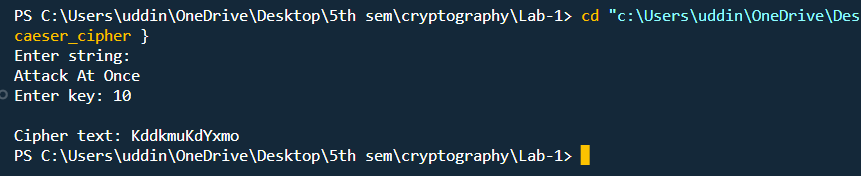 PS C:\Users\uddin\OneDrive\Desktop\5th sem\cryptography\Lab-1> cd "c:\Users\uddin\OneDrive\Des
caeser_cipher }
Enter string:
Attack At Once
Enter key: 10
Cipher text: KddkmuKdYxmo
PS C:\Users\uddin\OneDrive\Desktop\5th sem\cryptography\Lab-1>